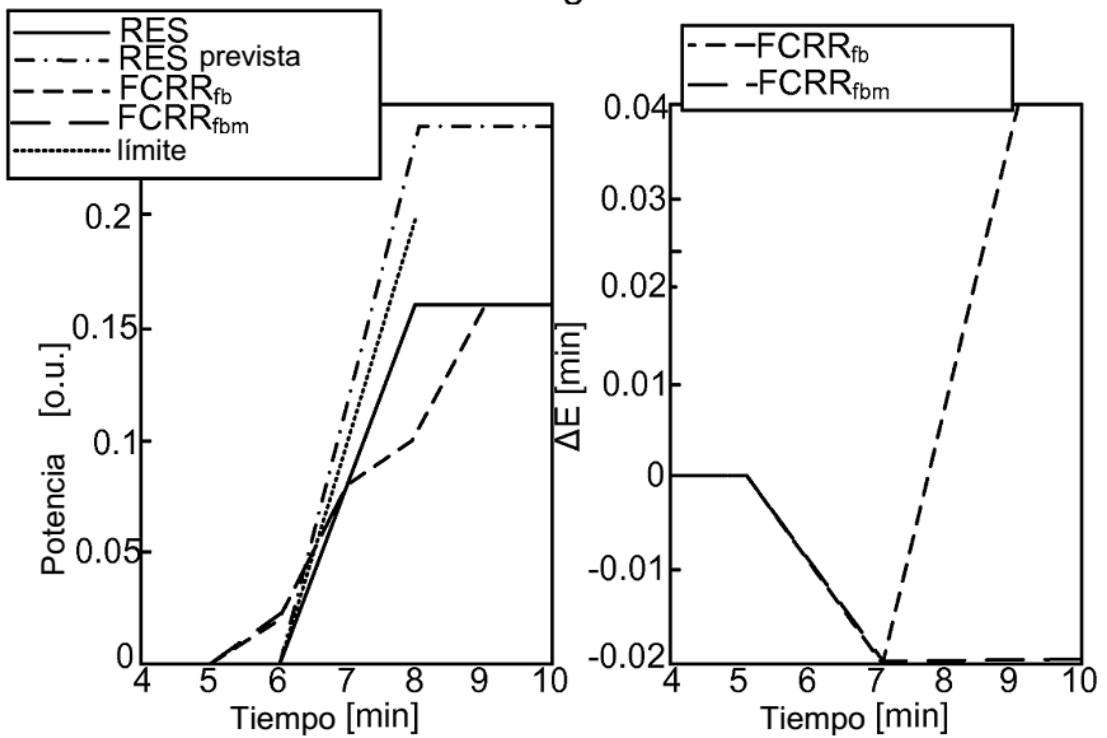 RES
RES prevista
FCRRfb
FCRRfbm
límite
0.2
0.15
0.1
0.05
0
Potencia [o.u.]
4 5 6 7 8 9 10
Tiempo [min]
FCRRfb
FCRRfbm
0.04
0.03
0.02
0.01
0
-0.01
-0.02
ΔE [min]
4 5 6 7 8 9 10
Tiempo [min]